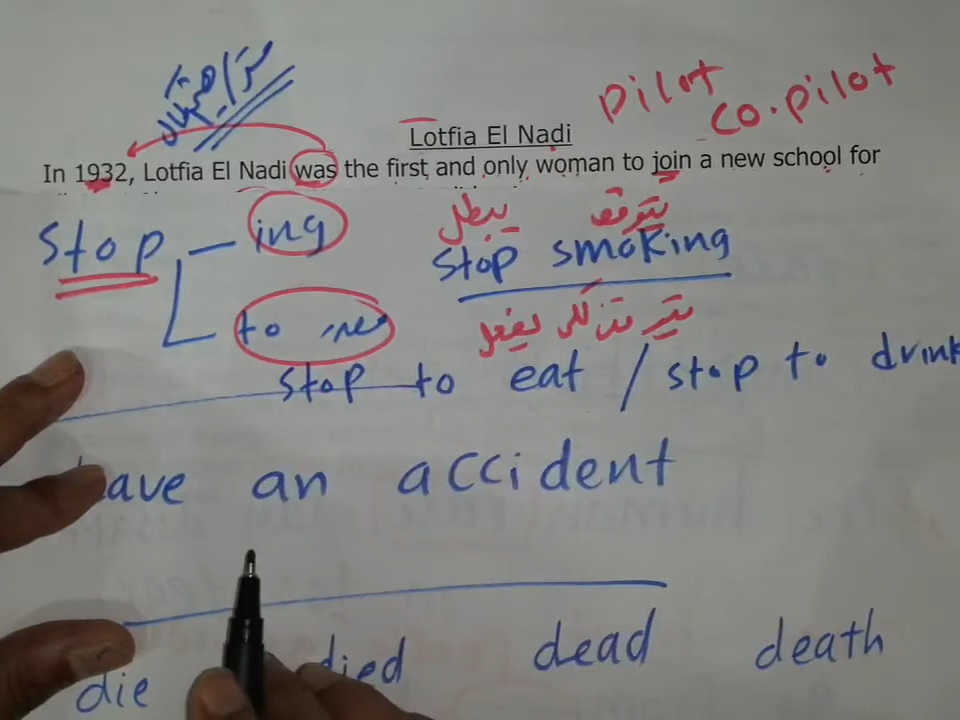 pilot
co.pilot
Lotfia El Nadi
In 1932, Lotfia El Nadi was the first and only woman to join a new school for
stop ing يبطل يتوقف
stop smoking
to مصدر
stop to eat / stop to drink
have an accident
die died dead death